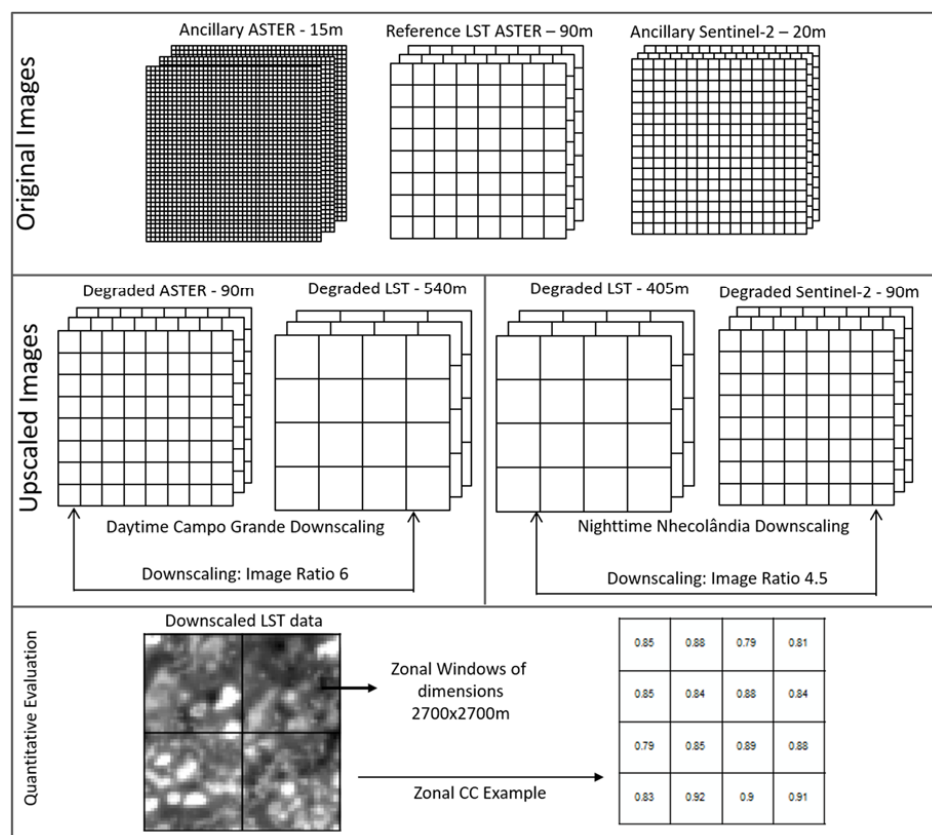 Original Images
Ancillary ASTER - 15m
Reference LST ASTER – 90m
Ancillary Sentinel-2 – 20m
Upscaled Images
Degraded ASTER - 90m
Degraded LST - 540m
Daytime Campo Grande Downscaling
Downscaling: Image Ratio 6
Degraded LST - 405m
Degraded Sentinel-2 - 90m
Nighttime Nhecolândia Downscaling
Downscaling: Image Ratio 4.5
Quantitative Evaluation
Downscaled LST data
Zonal Windows of
dimensions
2700x2700m
Zonal CC Example
0.85 0.88 0.79 0.81
0.85 0.84 0.88 0.84
0.79 0.85 0.89 0.88
0.83 0.92 0.9 0.91